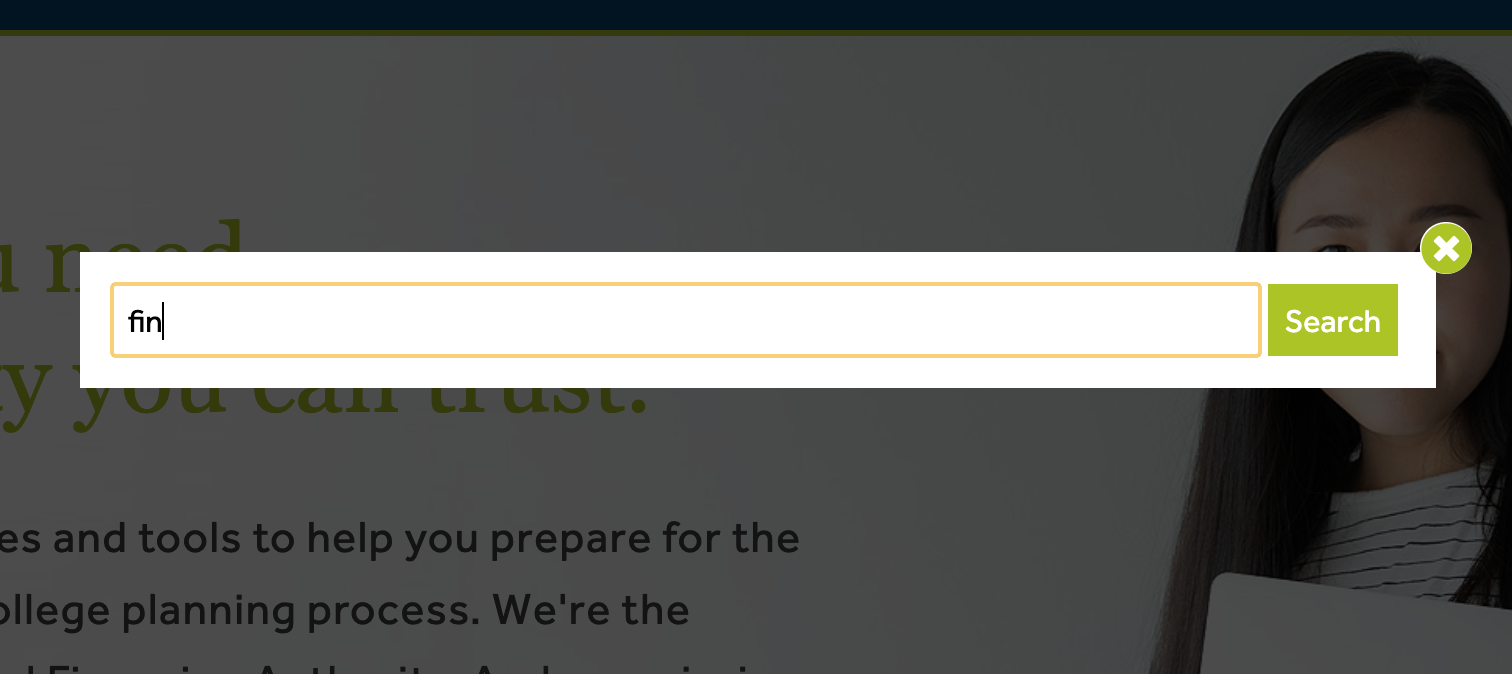 u need
fin
Search
y you can trust.
es and tools to help you prepare for the
ollege planning process. We're the